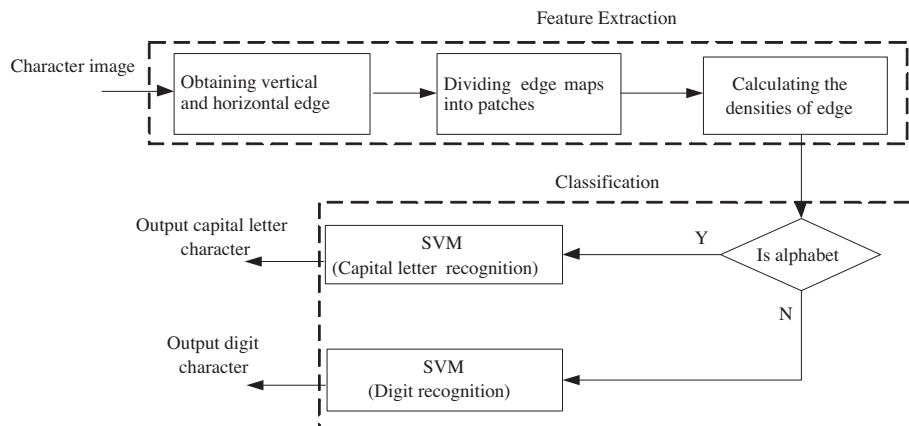 Feature Extraction
Character image
Obtaining vertical
and horizontal edge
Dividing edge maps
into patches
Calculating the
densities of edge
Classification
Output capital letter
character
SVM
(Capital letter recognition)
Y
Is alphabet
N
Output digit
character
SVM
(Digit recognition)